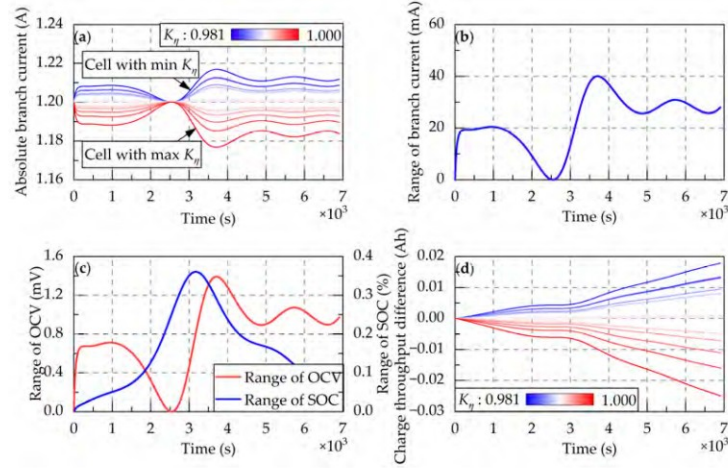 (a)
Kη : 0.981 1.000
Cell with min Kη
Cell with max Kη
Absolute branch current (A)
1.24
1.22
1.20
1.18
1.16
0 1 2 3 4 5 6 7
×10³
Time (s)
(b)
Range of branch current (mA)
60
40
20
0
0 1 2 3 4 5 6 7
×10³
Time (s)
(c)
Range of OCV (mV)
1.6
1.2
0.8
0.4
0.0
Range of OCV
Range of SOC
0.4
0.3
0.2
0.1
0.0
Range of SOC (%)
0 1 2 3 4 5 6 7
×10³
Time (s)
(d)
Charge throughput difference (Ah)
0.02
0.01
0.00
-0.01
-0.02
-0.03
Kη : 0.981 1.000
0 1 2 3 4 5 6 7
×10³
Time (s)